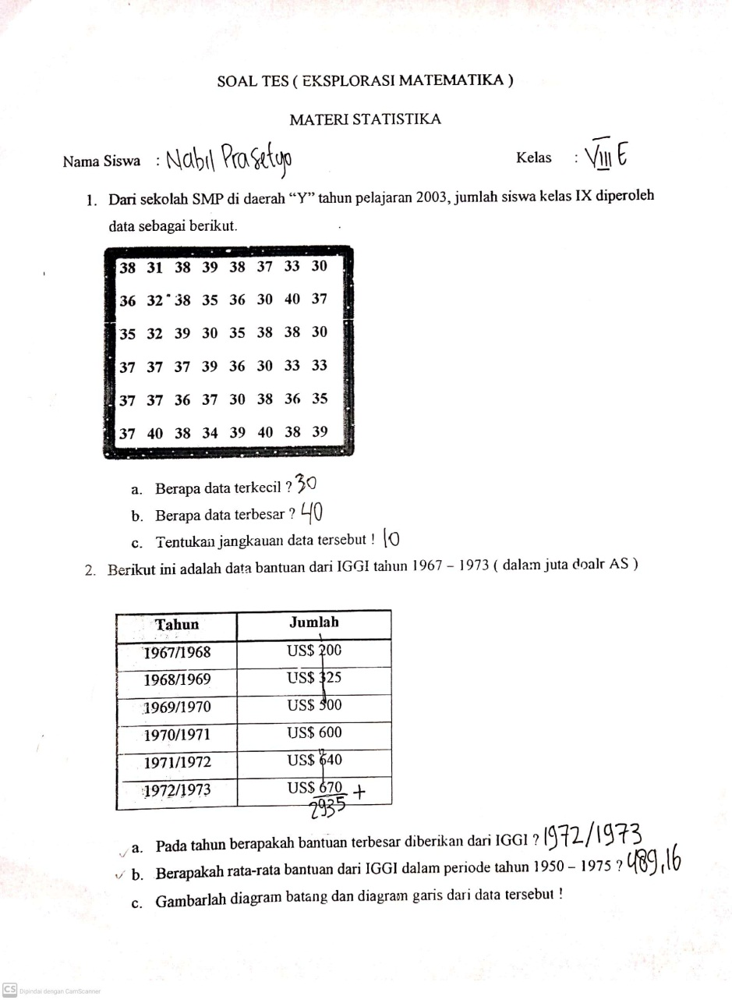 SOAL TES ( EKSPLORASI MATEMATIKA )
MATERI STATISTIKA
Nama Siswa : Nabil Prasetyo Kelas : VIII E
1. Dari sekolah SMP di daerah “Y” tahun pelajaran 2003, jumlah siswa kelas IX diperoleh
data sebagai berikut.
38 31 38 39 38 37 33 30
36 32 38 35 36 30 40 37
35 32 39 30 35 38 38 30
37 37 37 39 36 30 33 33
37 37 36 37 30 38 36 35
37 40 38 34 39 40 38 39
a. Berapa data terkecil ? 30
b. Berapa data terbesar ? 40
c. Tentukan jangkauan data tersebut ! 10
2. Berikut ini adalah data bantuan dari IGGI tahun 1967 – 1973 ( dalam juta doalr AS )
Tahun Jumlah
1967/1968 US$ 200
1968/1969 US$ 325
1969/1970 US$ 500
1970/1971 US$ 600
1971/1972 US$ 640
1972/1973 US$ 670 +
2935
a. Pada tahun berapakah bantuan terbesar diberikan dari IGGI ? 1972/1973
b. Berapakah rata-rata bantuan dari IGGI dalam periode tahun 1950 – 1975 ? 489,16
c. Gambarlah diagram batang dan diagram garis dari data tersebut !
CS Dipindai dengan CamScanner